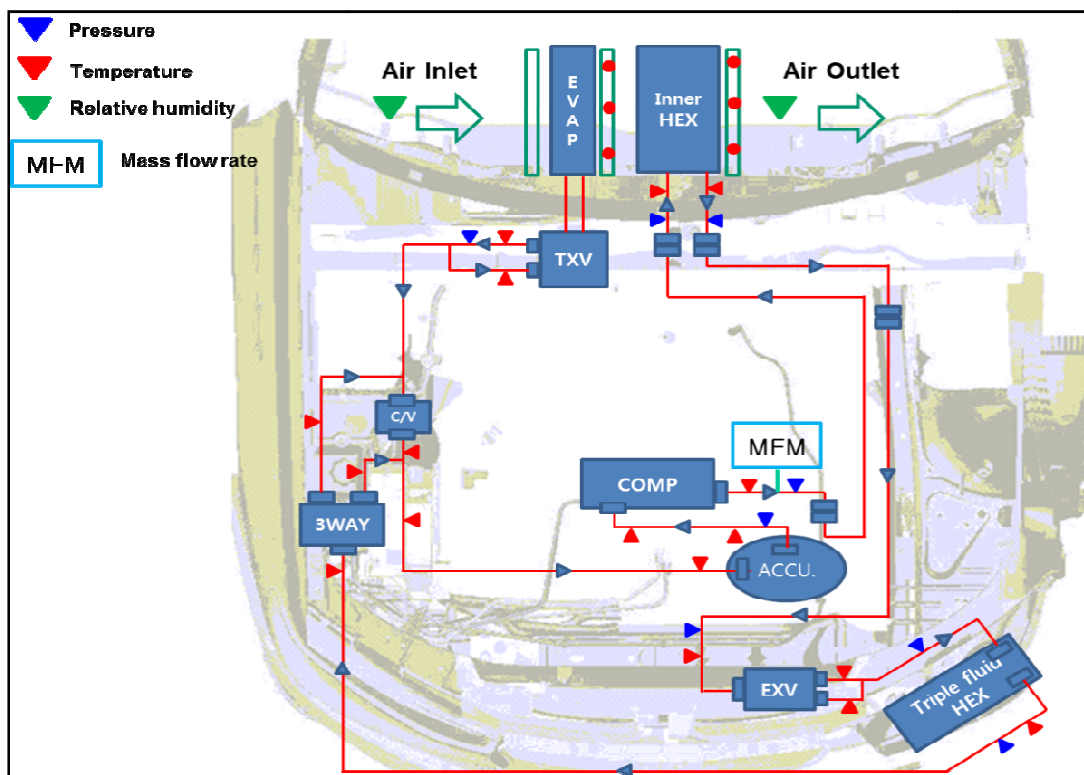 Pressure
Temperature
Relative humidity
MFM
Mass flow rate
Air Inlet
EVAP
Inner
HEX
Air Outlet
TXV
C/V
3WAY
COMP
MFM
ACCU.
EXV
Triple fluid
HEX